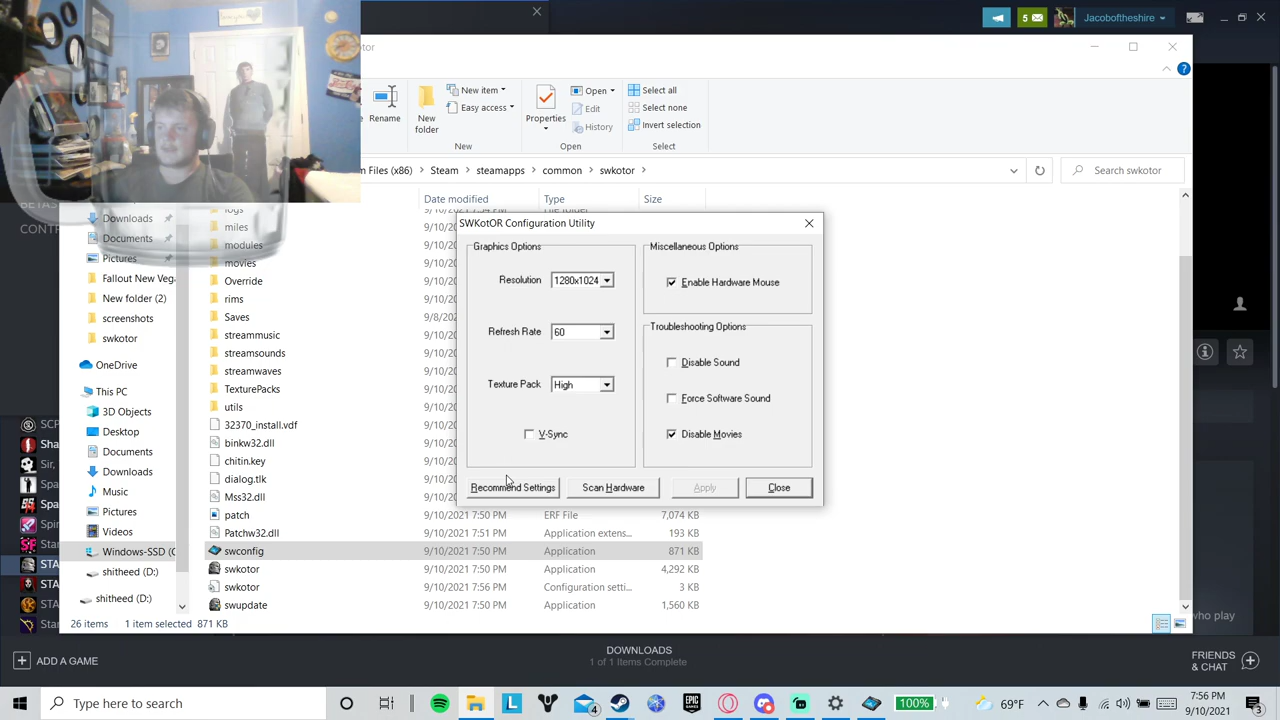 5
Jacoboftheshire
otor
Rename
New folder
New item
Easy access
New
Properties
Open
Edit
History
Open
Select all
Select none
Invert selection
Select
m Files (x86) > Steam > steamapps > common > swkotor >
Search swkotor
BETAS
CONTR
Date modified
Type
Size
Downloads
Documents
Pictures
Fallout New Veg
New folder (2)
screenshots
swkotor
OneDrive
This PC
3D Objects
Desktop
Documents
Downloads
Music
Pictures
Videos
Windows-SSD (C
shitheed (D:)
shitheed (D:)
logs
miles
modules
movies
Override
rims
Saves
streammusic
streamsounds
streamwaves
TexturePacks
utils
32370_install.vdf
binkw32.dll
chitin.key
dialog.tlk
Mss32.dll
patch 9/10/2021 7:50 PM ERF File 7,074 KB
Patchw32.dll 9/10/2021 7:51 PM Application extens... 193 KB
swconfig 9/10/2021 7:50 PM Application 871 KB
swkotor 9/10/2021 7:50 PM Application 4,292 KB
swkotor 9/10/2021 7:56 PM Configuration setti... 3 KB
swupdate 9/10/2021 7:50 PM Application 1,560 KB
26 items 1 item selected 871 KB
SWKotOR Configuration Utility
Graphics Options
Resolution 1280x1024
Refresh Rate 60
Texture Pack High
V-Sync
Miscellaneous Options
Enable Hardware Mouse
Troubleshooting Options
Disable Sound
Force Software Sound
Disable Movies
Recommend Settings
Scan Hardware
Apply
Close
who play
ADD A GAME
DOWNLOADS
1 of 1 Items Complete
FRIENDS
& CHAT
Type here to search
4
100%
69°F
7:56 PM
9/10/2021
3